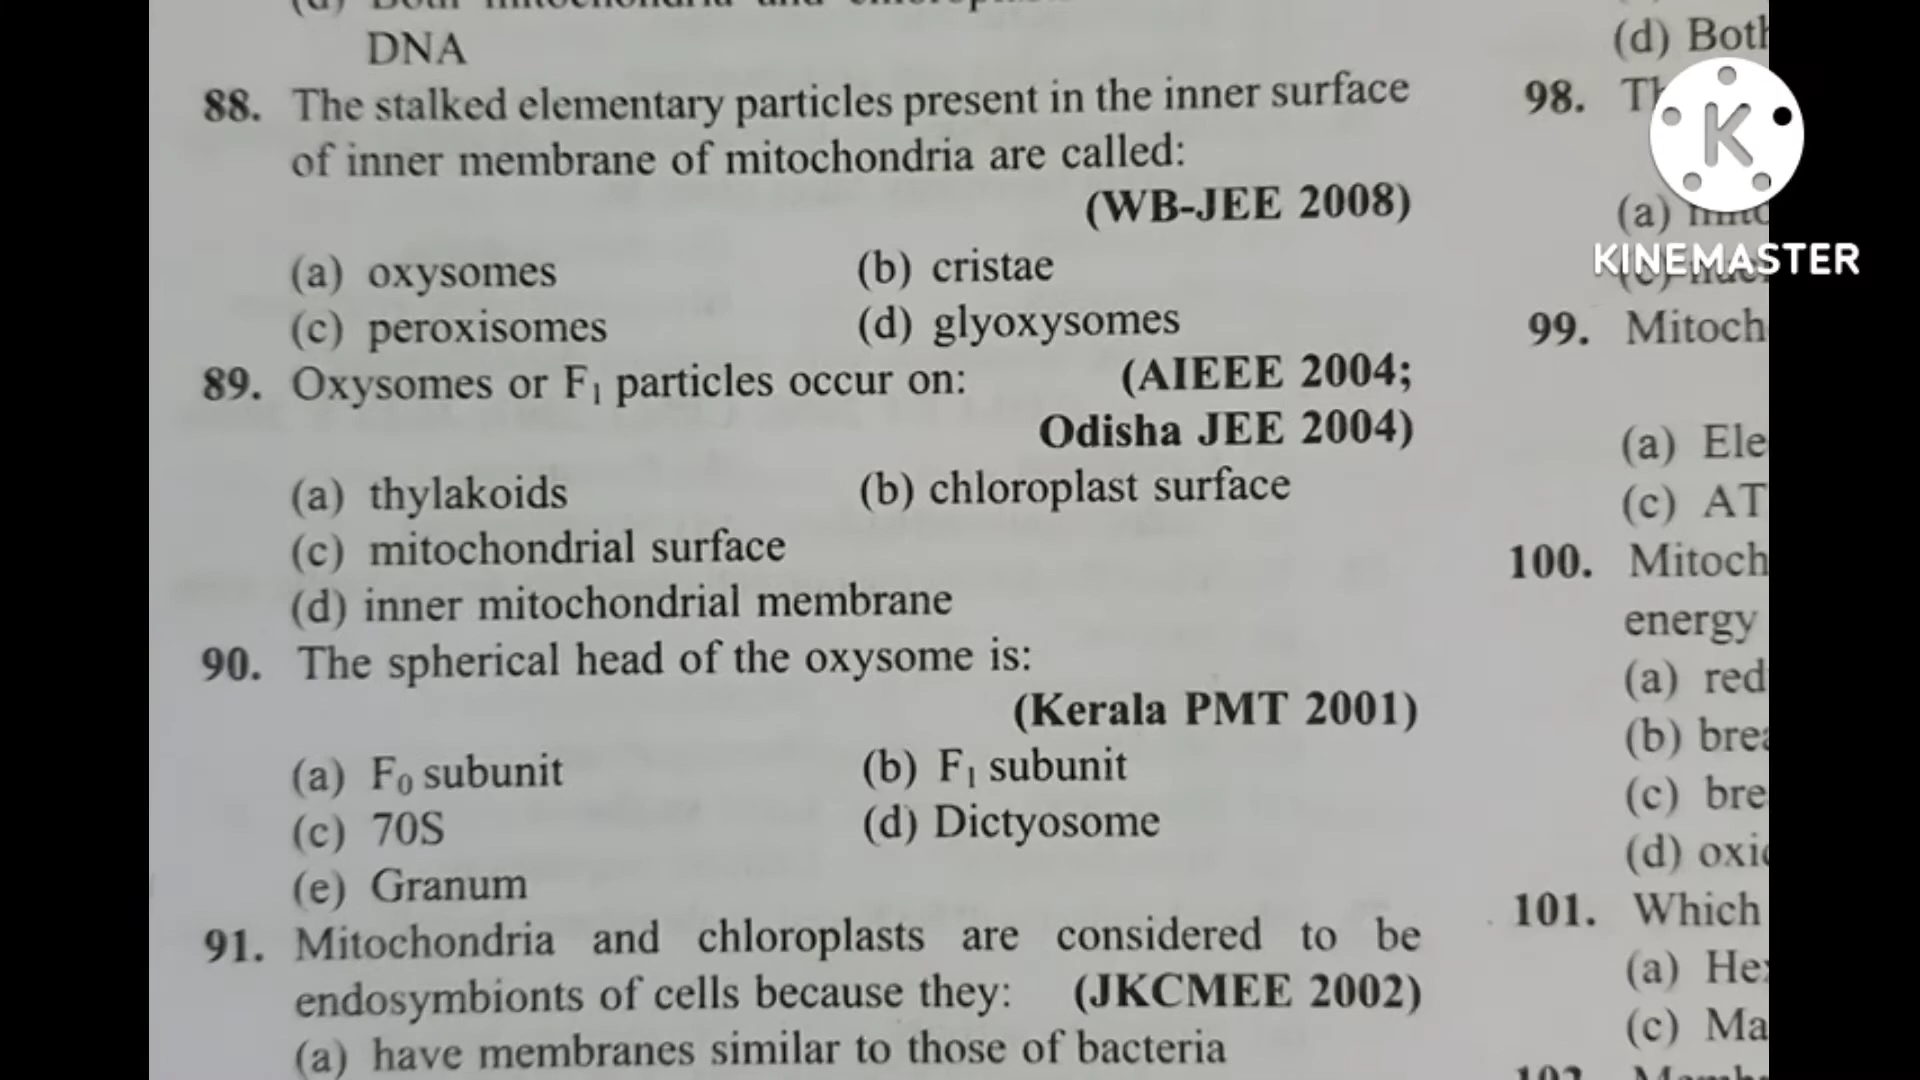 DNA
88. The stalked elementary particles present in the inner surface
of inner membrane of mitochondria are called:
(WB-JEE 2008)
(a) oxysomes (b) cristae
(c) peroxisomes (d) glyoxysomes
89. Oxysomes or F₁ particles occur on: (AIEEE 2004;
Odisha JEE 2004)
(a) thylakoids (b) chloroplast surface
(c) mitochondrial surface
(d) inner mitochondrial membrane
90. The spherical head of the oxysome is:
(Kerala PMT 2001)
(a) F₀ subunit (b) F₁ subunit
(c) 70S (d) Dictyosome
(e) Granum
91. Mitochondria and chloroplasts are considered to be
endosymbionts of cells because they: (JKCMEE 2002)
(a) have membranes similar to those of bacteria
(d) Both
98.
(a)
99. Mitoch
(a) Ele
(c) AT
100. Mitoch
energy
(a) red
(b) brea
(c) bre
(d) oxi
101. Which
(a) He
(c) Ma
K
KINEMASTER